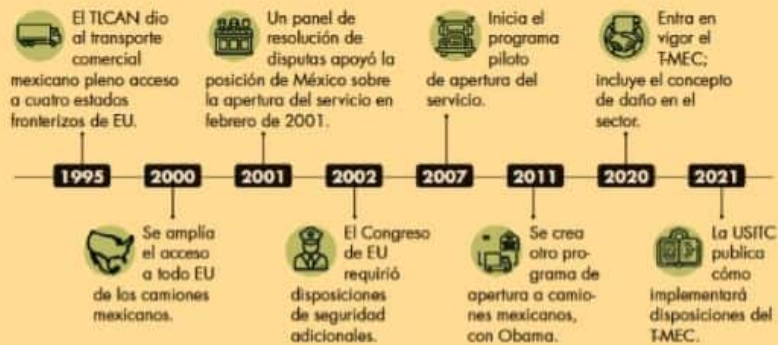 El TLCAN dio
al transporte
comercial
mexicano pleno acceso
a cuatro estados
fronterizos de EU.
Un panel de
resolución de
disputas apoyó la
posición de México sobre
la apertura del servicio en
febrero de 2001.
Inicia el
programa
piloto
de apertura del
servicio.
Entra en
vigor el
T-MEC;
incluye el concepto
de daño en el
sector.
1995
2000
2001
2002
2007
2011
2020
2021
Se amplía
el acceso
a todo EU
de los camiones
mexicanos.
El Congreso
de EU
requirió
disposiciones
de seguridad
adicionales.
Se crea
otro pro-
grama de
apertura a camio-
nes mexicanos,
con Obama.
La USITC
publica
cómo
implementará
disposiciones del
T-MEC.